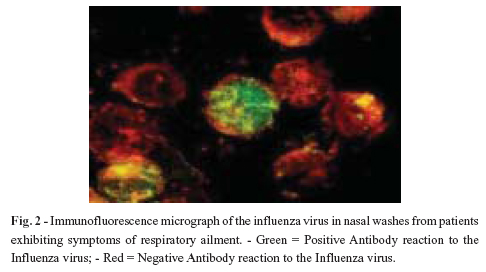 Fig. 2 - Immunofluorescence micrograph of the influenza virus in nasal washes from patients
exhibiting symptoms of respiratory ailment. - Green = Positive Antibody reaction to the
Influenza virus; - Red = Negative Antibody reaction to the Influenza virus.